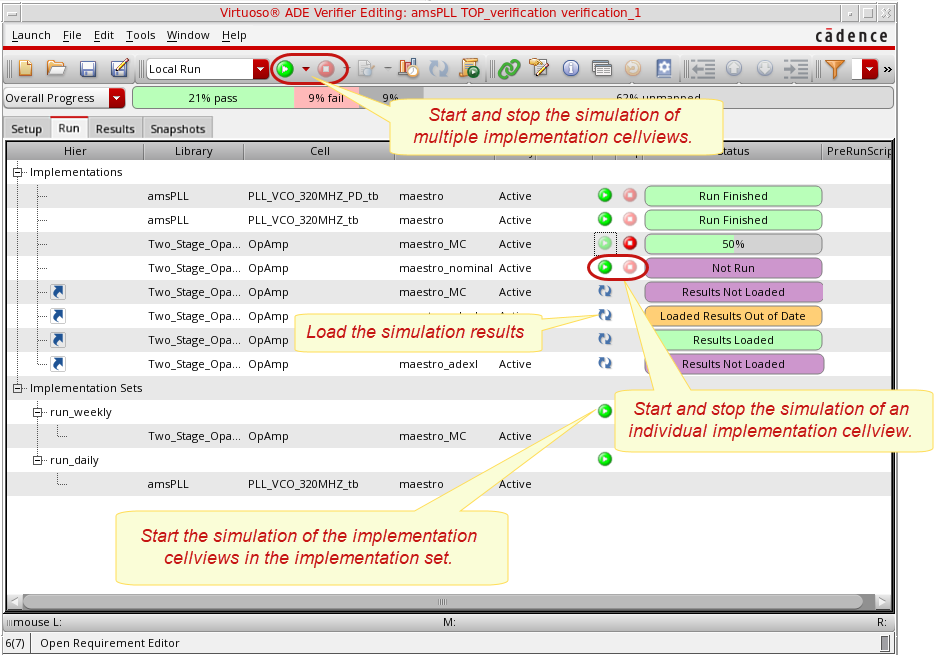 Virtuoso® ADE Verifier Editing: amsPLL TOP_verification verification_1
Launch File Edit Tools Window Help
cādence
Local Run
»
Overall Progress 21% pass 9% fail 9% 62% unmapped
Start and stop the simulation of
multiple implementation cellviews.
Setup Run Results Snapshots
Hier Library Cell Status PreRunScrip
Implementations
amsPLL PLL_VCO_320MHZ_PD_tb maestro Active Run Finished
amsPLL PLL_VCO_320MHZ_tb maestro Active Run Finished
Two_Stage_Opa... OpAmp maestro_MC Active 50%
Two_Stage_Opa... OpAmp maestro_nominal Active Not Run
Two_Stage_Opa... OpAmp maestro_MC Active Results Not Loaded
Two_Stage_Opa... OpAmp Loaded Results Out of Date
Load the simulation results
Two_Stage_Opa... OpAmp Active Results Loaded
Two_Stage_Opa... OpAmp maestro_adexl Active Results Not Loaded
Implementation Sets
run_weekly
Start and stop the simulation of an
individual implementation cellview.
Two_Stage_Opa... OpAmp maestro_MC Active
run_daily
amsPLL PLL_VCO_320MHZ_tb maestro Active
Start the simulation of the implementation
cellviews in the implementation set.
mouse L: M: R:
6(7) Open Requirement Editor